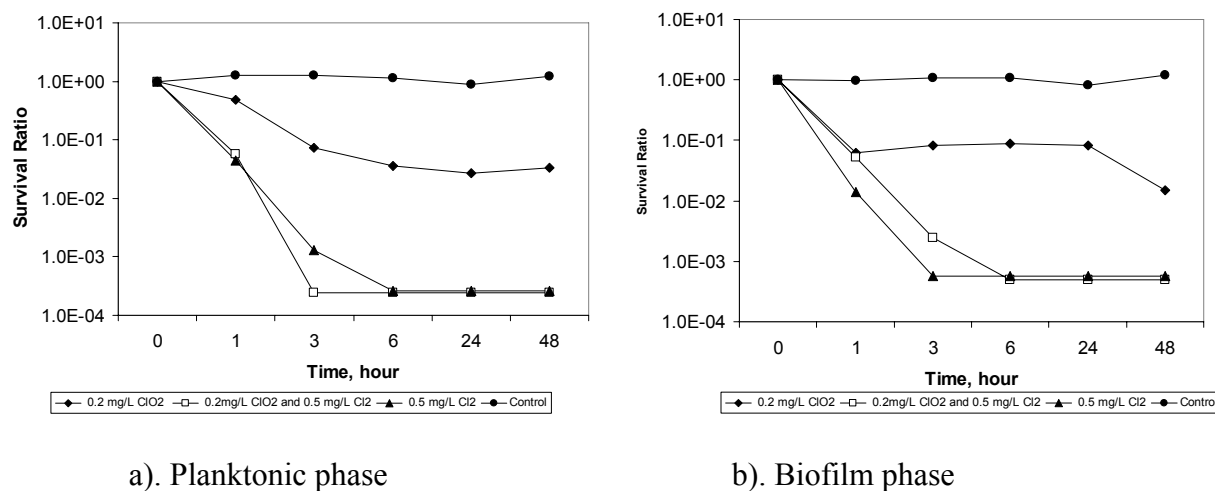 1.0E+01
1.0E+00
1.0E-01
1.0E-02
1.0E-03
1.0E-04
Survival Ratio
0 1 3 6 24 48
Time, hour
0.2 mg/L ClO2 0.2mg/L ClO2 and 0.5 mg/L Cl2 0.5 mg/L Cl2 Control
a). Planktonic phase
1.0E+01
1.0E+00
1.0E-01
1.0E-02
1.0E-03
1.0E-04
Survival Ratio
0 1 3 6 24 48
Time, hour
0.2 mg/L ClO2 0.2mg/L ClO2 and 0.5 mg/L Cl2 0.5 mg/L Cl2 Control
b). Biofilm phase